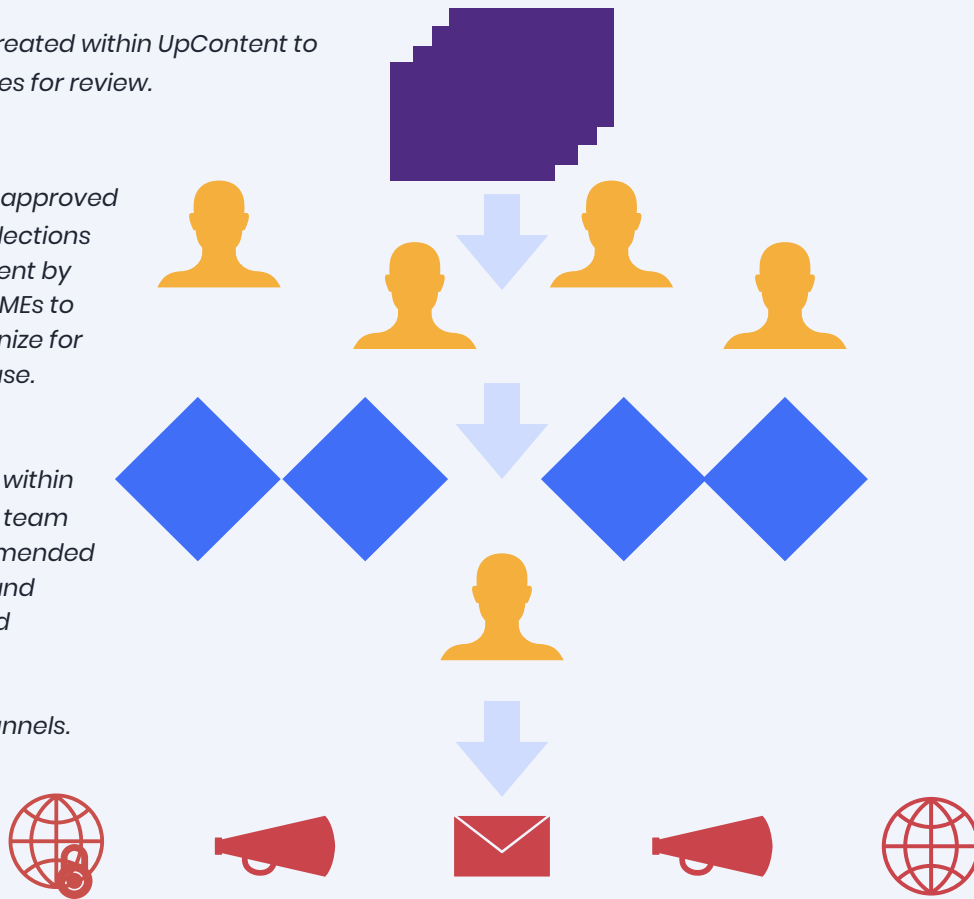 reated within UpContent to
es for review.
approved
lections
ent by
MEs to
nize for
use.
within
team
mended
and
d
nnels.